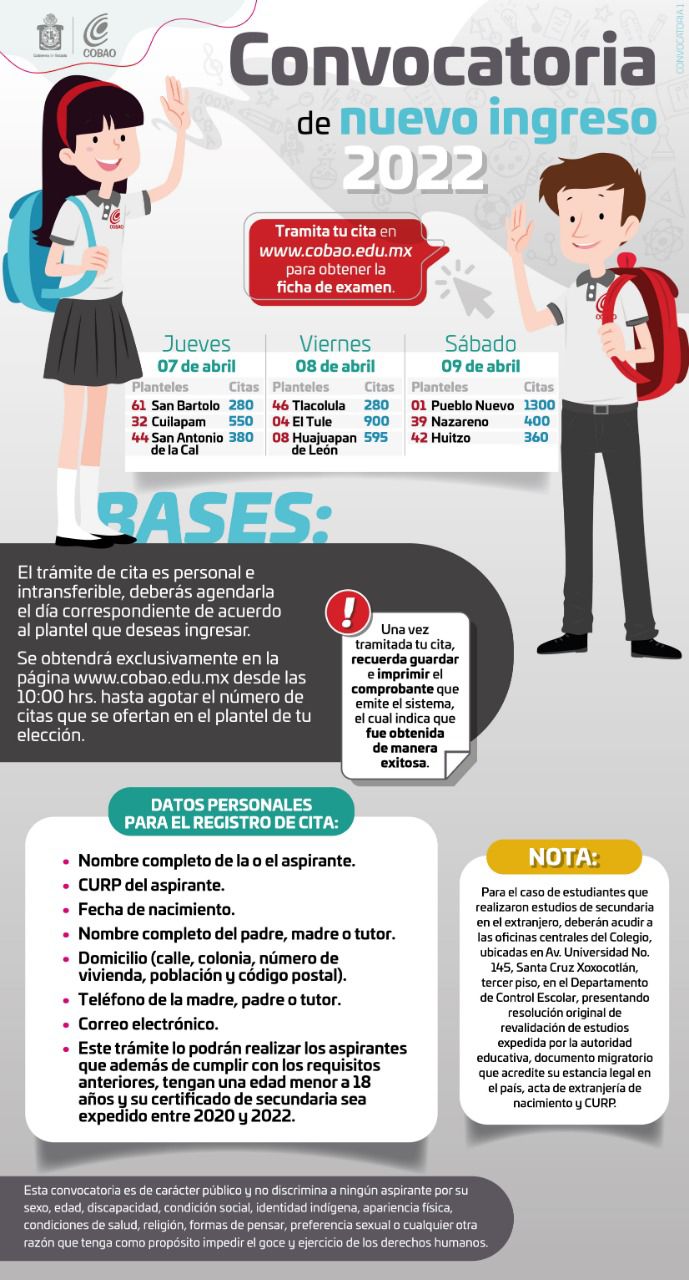 CONVOCATORIA 1
COBAO
Convocatoria
de nuevo ingreso
2022
COBAO
Tramita tu cita en
www.cobao.edu.mx
para obtener la
ficha de examen.
COBAO
Jueves
07 de abril
Planteles Citas
61 San Bartolo 280
32 Cuilapam 550
44 San Antonio 380
de la Cal
Viernes
08 de abril
Planteles Citas
46 Tlacolula 280
04 El Tule 900
08 Huajuapan 595
de León
Sábado
09 de abril
Planteles Citas
01 Pueblo Nuevo 1300
39 Nazareno 400
42 Huitzo 360
BASES:
El trámite de cita es personal e
intransferible, deberás agendarla
el día correspondiente de acuerdo
al plantel que deseas ingresar.
Se obtendrá exclusivamente en la
página www.cobao.edu.mx desde las
10:00 hrs. hasta agotar el número de
citas que se ofertan en el plantel de tu
elección.
!
Una vez
tramitada tu cita,
recuerda guardar
e imprimir el
comprobante que
emite el sistema,
el cual indica que
fue obtenida
de manera
exitosa.
DATOS PERSONALES
PARA EL REGISTRO DE CITA:
• Nombre completo de la o el aspirante.
• CURP del aspirante.
• Fecha de nacimiento.
• Nombre completo del padre, madre o tutor.
• Domicilio (calle, colonia, número de
vivienda, población y código postal).
• Teléfono de la madre, padre o tutor.
• Correo electrónico.
• Este trámite lo podrán realizar los aspirantes
que además de cumplir con los requisitos
anteriores, tengan una edad menor a 18
años y su certificado de secundaria sea
expedido entre 2020 y 2022.
NOTA:
Para el caso de estudiantes que
realizaron estudios de secundaria
en el extranjero, deberán acudir a
las oficinas centrales del Colegio,
ubicadas en Av. Universidad No.
145, Santa Cruz Xoxocotlán,
tercer piso, en el Departamento
de Control Escolar, presentando
resolución original de
revalidación de estudios
expedida por la autoridad
educativa, documento migratorio
que acredite su estancia legal en
el país, acta de extranjería de
nacimiento y CURP.
Esta convocatoria es de carácter público y no discrimina a ningún aspirante por su
sexo, edad, discapacidad, condición social, identidad indígena, apariencia física,
condiciones de salud, religión, formas de pensar, preferencia sexual o cualquier otra
razón que tenga como propósito impedir el goce y ejercicio de los derechos humanos.